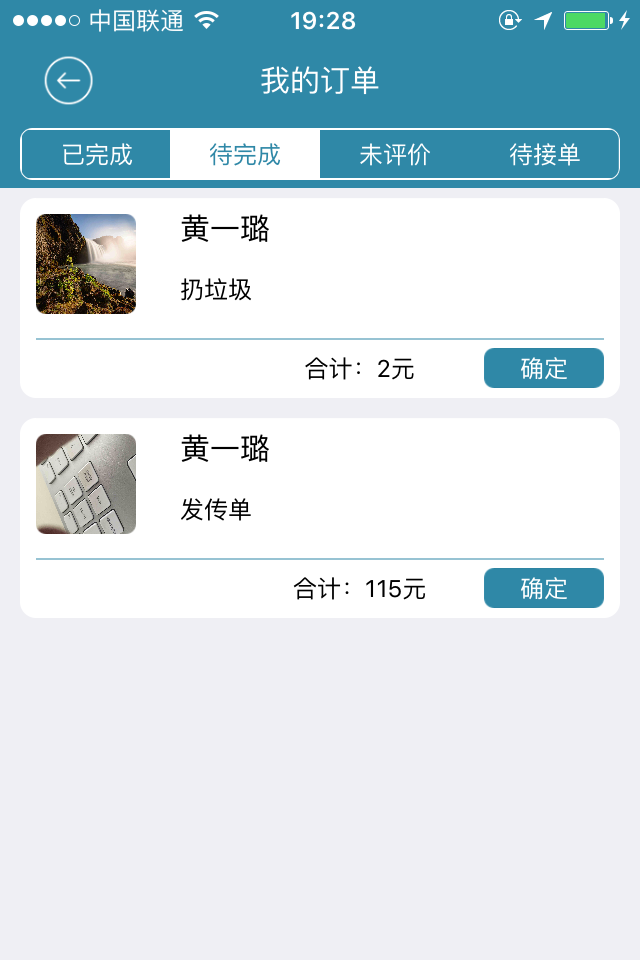 中国联通 19:28
我的订单
已完成 待完成 未评价 待接单
黄一璐
扔垃圾
合计：2元 确定
黄一璐
发传单
合计：115元 确定